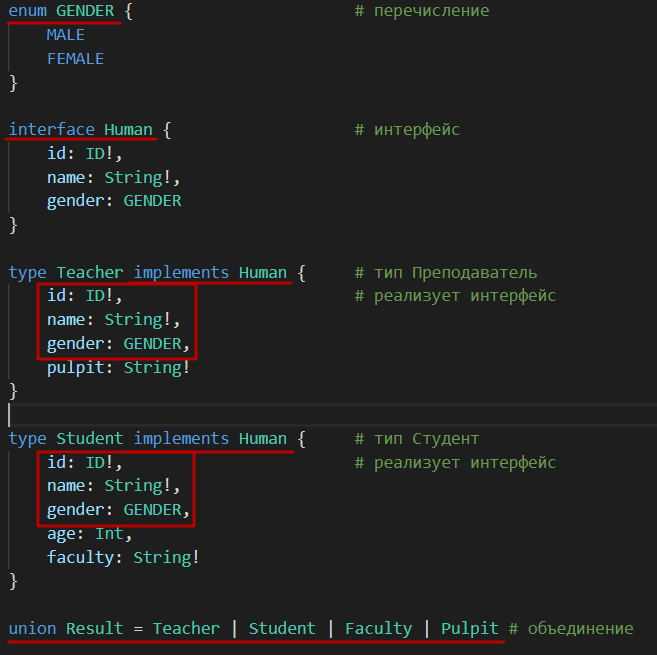 enum GENDER { # перечисление
MALE
FEMALE
}
interface Human { # интерфейс
id: ID!,
name: String!,
gender: GENDER
}
type Teacher implements Human { # тип Преподаватель
id: ID!, # реализует интерфейс
name: String!,
gender: GENDER,
pulpit: String!
}
type Student implements Human { # тип Студент
id: ID!, # реализует интерфейс
name: String!,
gender: GENDER,
age: Int,
faculty: String!
}
union Result = Teacher | Student | Faculty | Pulpit # объединение